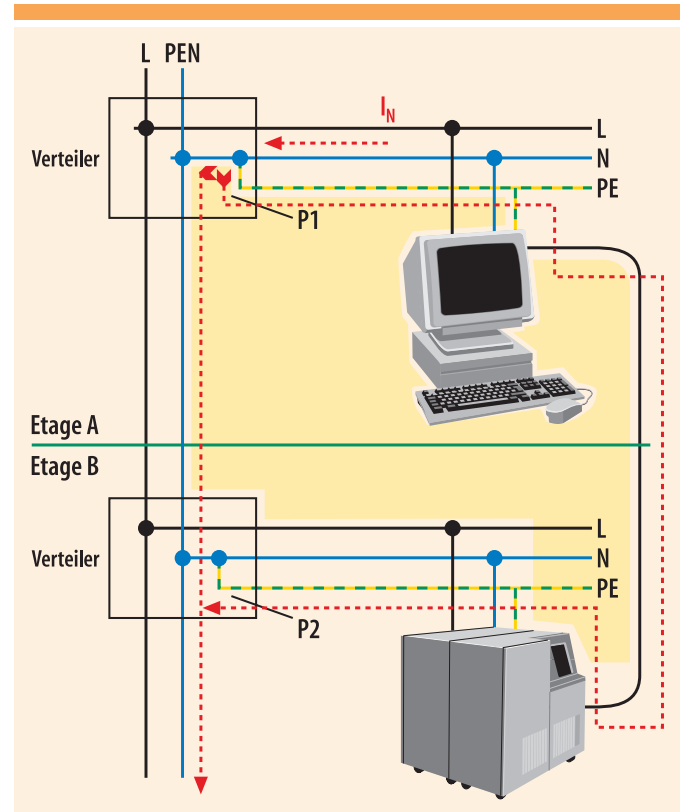 L PEN
I_N
L
Verteiler
N
PE
P1
Etage A
Etage B
L
Verteiler
N
PE
P2